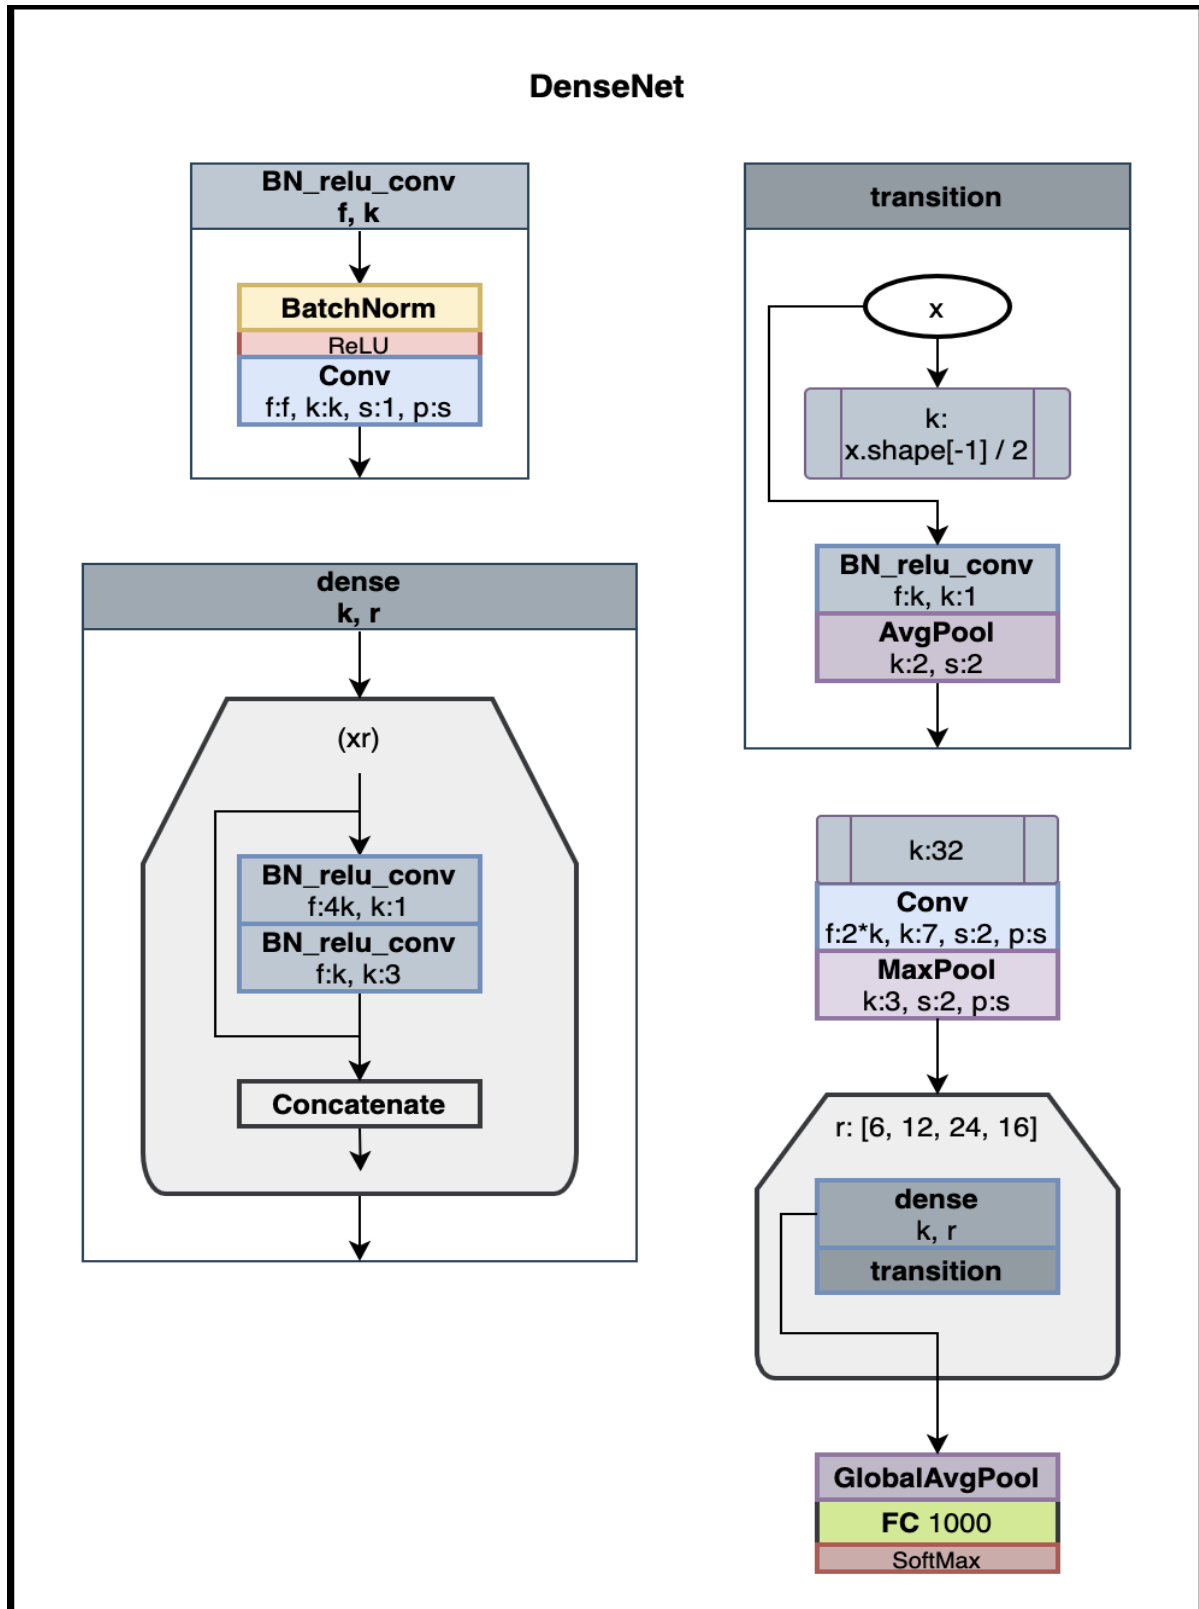 DenseNet
BN_relu_conv
f, k
BatchNorm
ReLU
Conv
f:f, k:k, s:1, p:s
transition
x
k:
x.shape[-1] / 2
BN_relu_conv
f:k, k:1
AvgPool
k:2, s:2
dense
k, r
(xr)
BN_relu_conv
f:4k, k:1
BN_relu_conv
f:k, k:3
Concatenate
k:32
Conv
f:2*k, k:7, s:2, p:s
MaxPool
k:3, s:2, p:s
r: [6, 12, 24, 16]
dense
k, r
transition
GlobalAvgPool
FC 1000
SoftMax